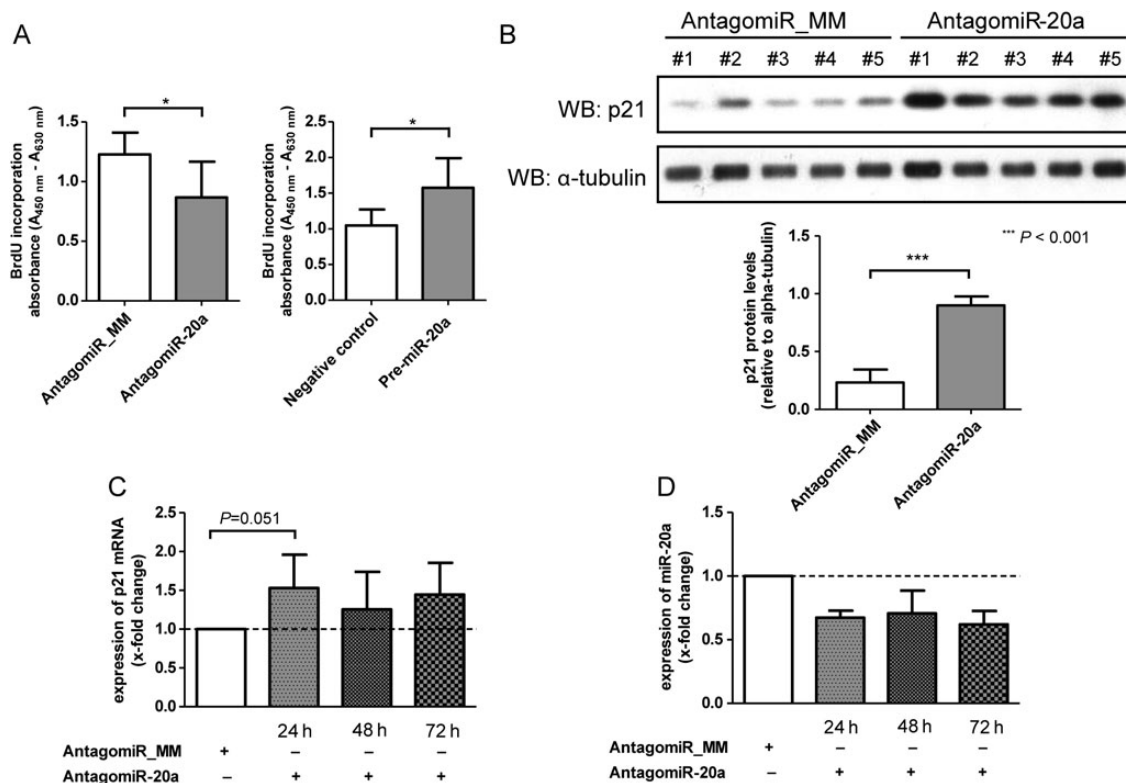 A
BrdU incorporation
absorbance (A450 nm - A630 nm)
1.5
1.0
0.5
0.0
*
AntagomiR_MM
AntagomiR-20a
BrdU incorporation
absorbance (A450 nm - A630 nm)
2.5
2.0
1.5
1.0
0.5
0.0
*
Negative control
Pre-miR-20a
B
AntagomiR_MM AntagomiR-20a
#1 #2 #3 #4 #5 #1 #2 #3 #4 #5
WB: p21
WB: α-tubulin
p21 protein levels
(relative to alpha-tubulin)
1.5
1.0
0.5
0.0
***
*** P < 0.001
AntagomiR_MM
AntagomiR-20a
C
expression of p21 mRNA
(x-fold change)
2.5
2.0
1.5
1.0
0.5
0.0
P=0.051
24 h 48 h 72 h
AntagomiR_MM + – – –
AntagomiR-20a – + + +
D
expression of miR-20a
(x-fold change)
1.5
1.0
0.5
0.0
24 h 48 h 72 h
AntagomiR_MM + – – –
AntagomiR-20a – + + +